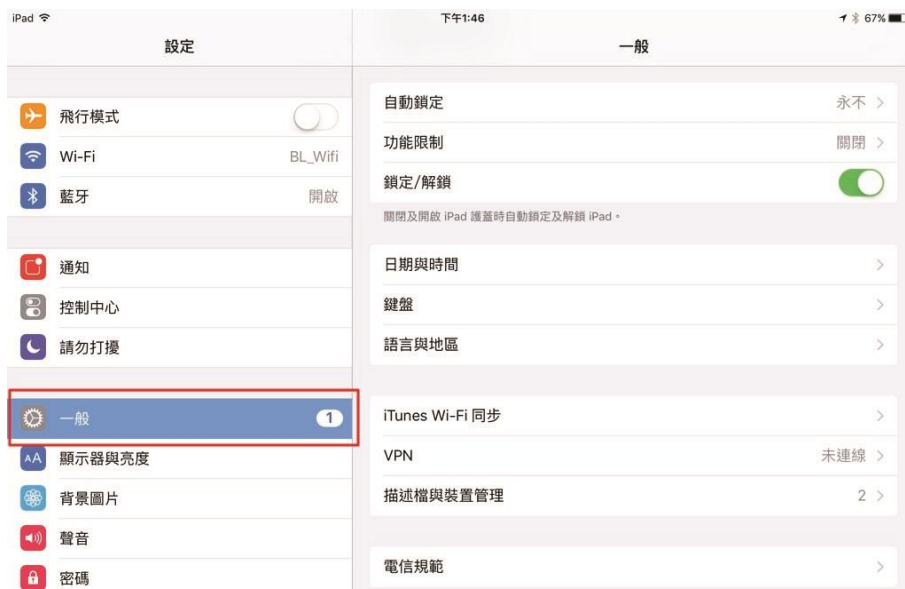 iPad
下午1:46
67%
設定
一般
飛行模式
Wi-Fi
BL_Wifi
藍牙
開啟
通知
控制中心
請勿打擾
一般
1
顯示器與亮度
背景圖片
聲音
密碼
自動鎖定
永不
功能限制
關閉
鎖定/解鎖
關閉及開啟 iPad 護蓋時自動鎖定及解鎖 iPad。
日期與時間
鍵盤
語言與地區
iTunes Wi-Fi 同步
VPN
未連線
描述檔與裝置管理
2
電信規範